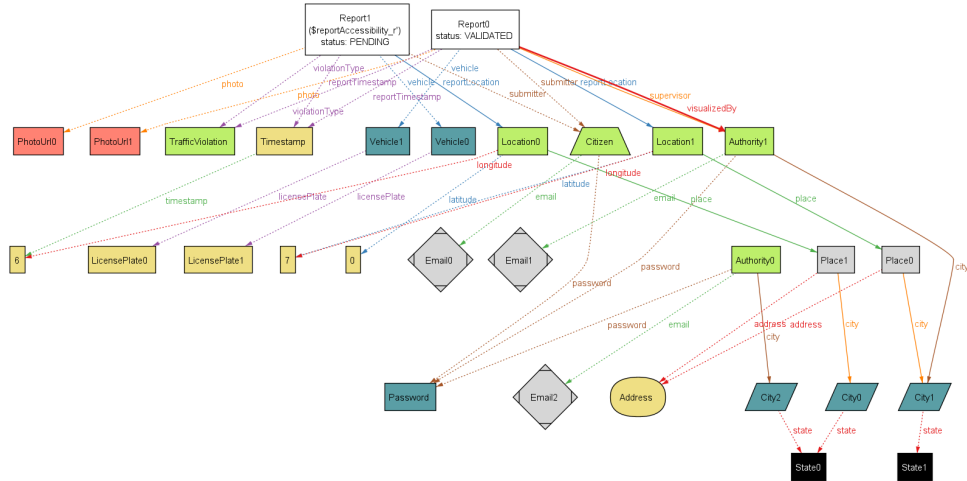 Report1
($reportAccessibility_r')
status: PENDING
Report0
status: VALIDATED
violationType
vehicle
photo
reportTimestamp
vehicle
reportLocation
submitter
reportLocation
supervisor
photo
reportTimestamp
submitter
visualizedBy
violationType
PhotoUrl0
PhotoUrl1
TrafficViolation
Timestamp
Vehicle1
Vehicle0
Location0
Citizen
Location1
Authority1
longitude
longitude
latitude
latitude
timestamp
licensePlate
licensePlate
email
place
email
place
6
LicensePlate0
LicensePlate1
7
0
Email0
Email1
Authority0
Place1
Place0
city
password
password
email
address
address
city
city
city
Password
Email2
Address
City2
City0
City1
state
state
state
State0
State1